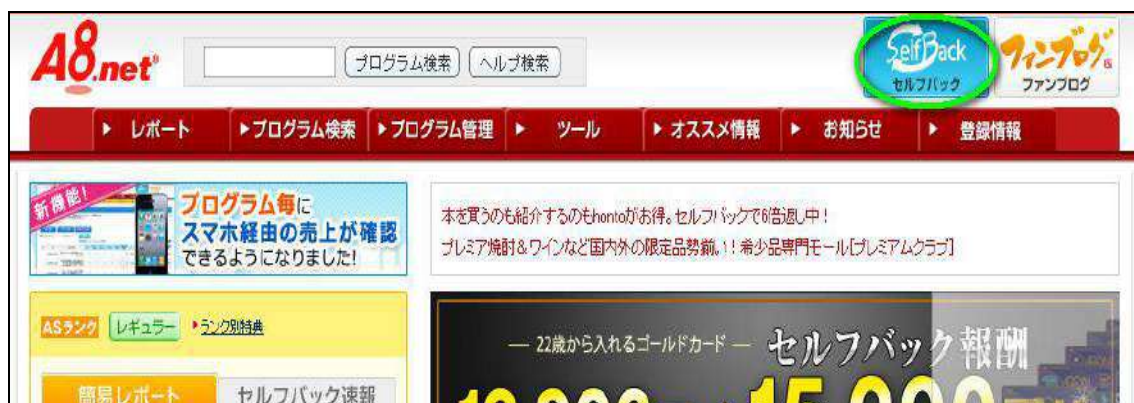 A8.net
プログラム検索
ヘルプ検索
SelfBack
セルフバック
ファンブログ
ファンブログ
レポート
プログラム検索
プログラム管理
ツール
オススメ情報
お知らせ
登録情報
新機能!
プログラム毎に
スマホ経由の売上が確認
できるようになりました!
本を買うのも紹介するのもhontoがお得。セルフバックで6倍返し中!
プレミア焼酎&ワインなど国内外の限定品勢揃い!!希少品専門モール[プレミアムクラブ]
ASランク
レギュラー
ランク別特典
— 22歳から入れるゴールドカード —
セルフバック報酬
簡易レポート
セルフバック速報